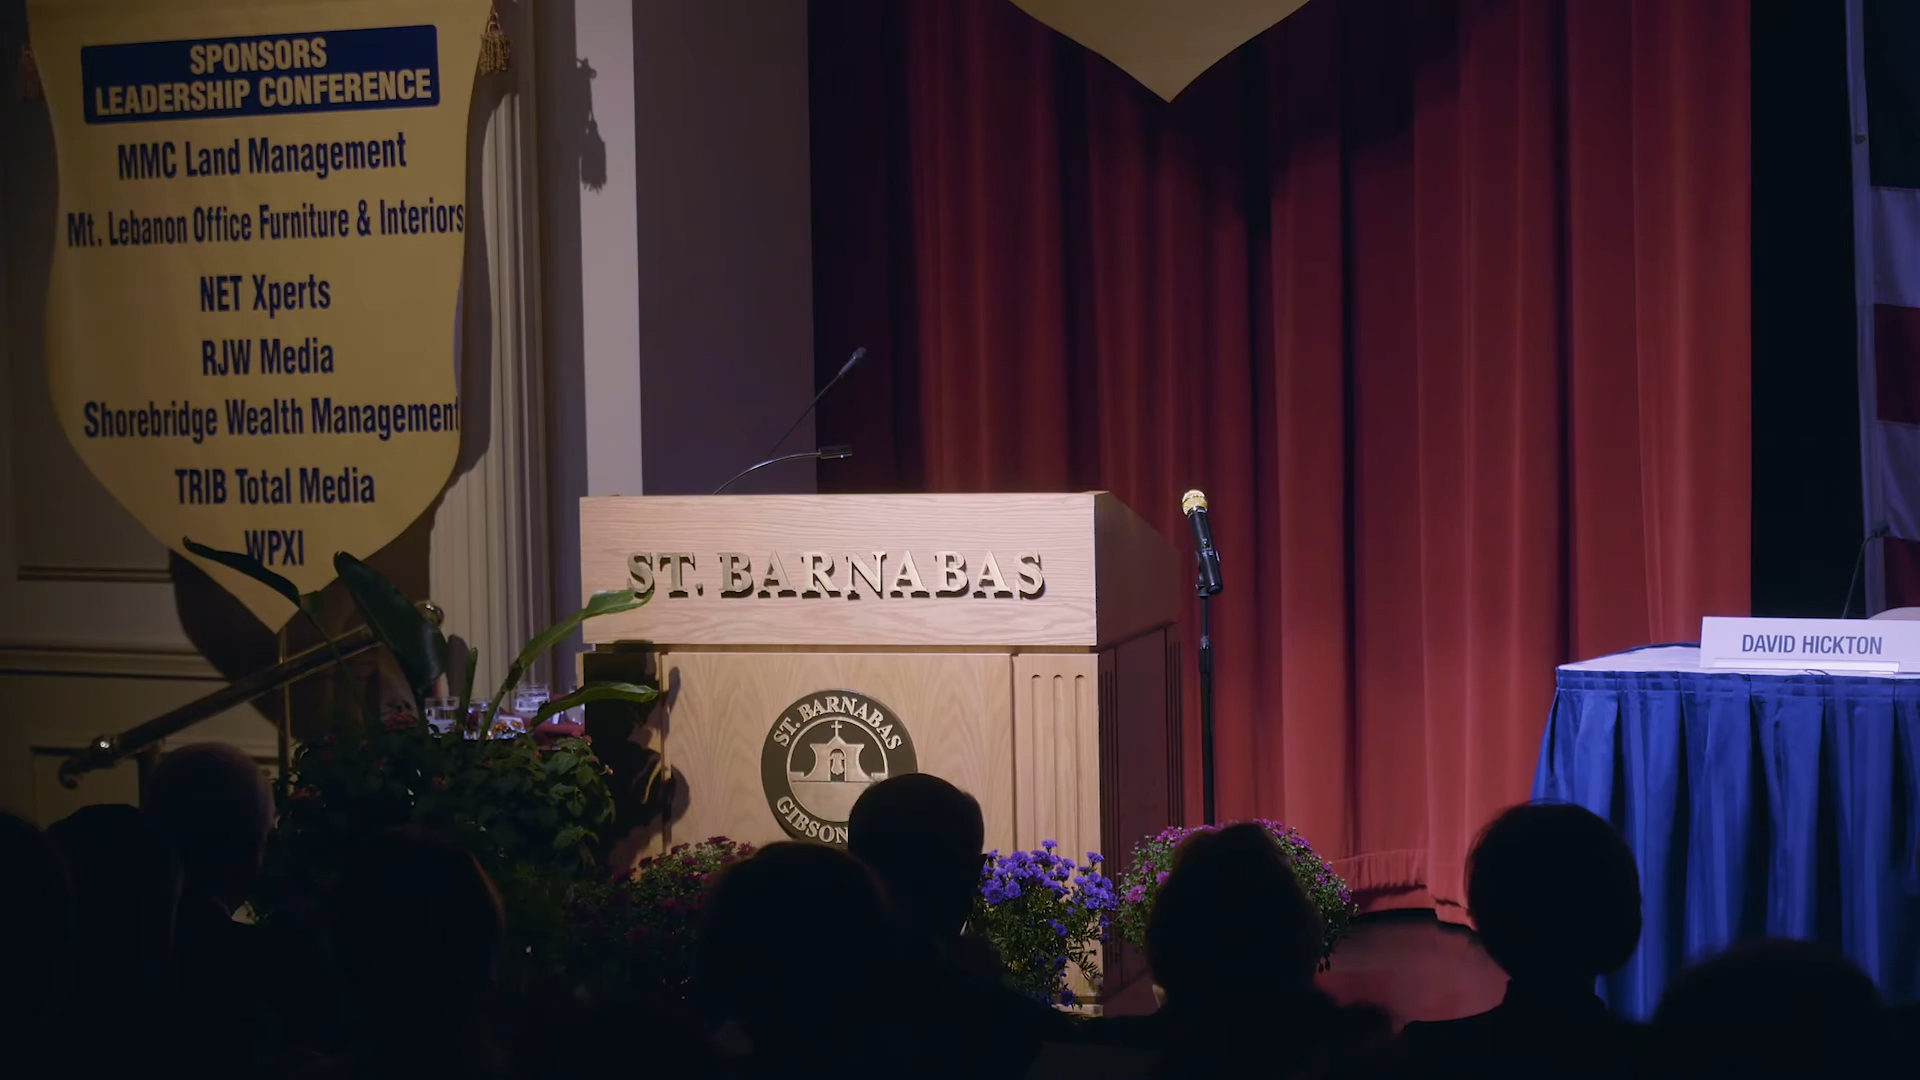 SPONSORS
LEADERSHIP CONFERENCE
MMC Land Management
Mt. Lebanon Office Furniture & Interiors
NET Xperts
RJW Media
Shorebridge Wealth Management
TRIB Total Media
WPXI
ST. BARNABAS
ST. BARNABAS
GIBSON
DAVID HICKTON